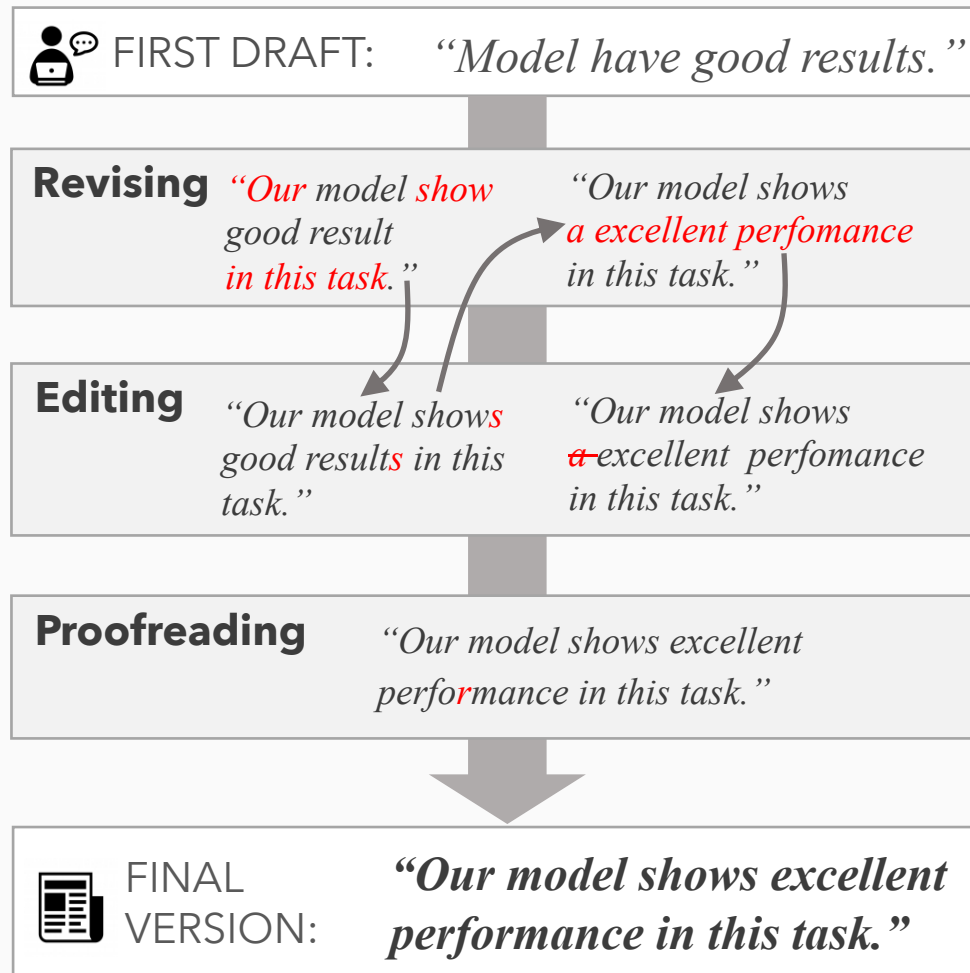 FIRST DRAFT: “Model have good results.”
Revising
“Our model show
good result
in this task.”
“Our model shows
a excellent perfomance
in this task.”
Editing
“Our model shows
good results in this
task.”
“Our model shows
a excellent perfomance
in this task.”
Proofreading
“Our model shows excellent
performance in this task.”
FINAL
VERSION:
“Our model shows excellent
performance in this task.”